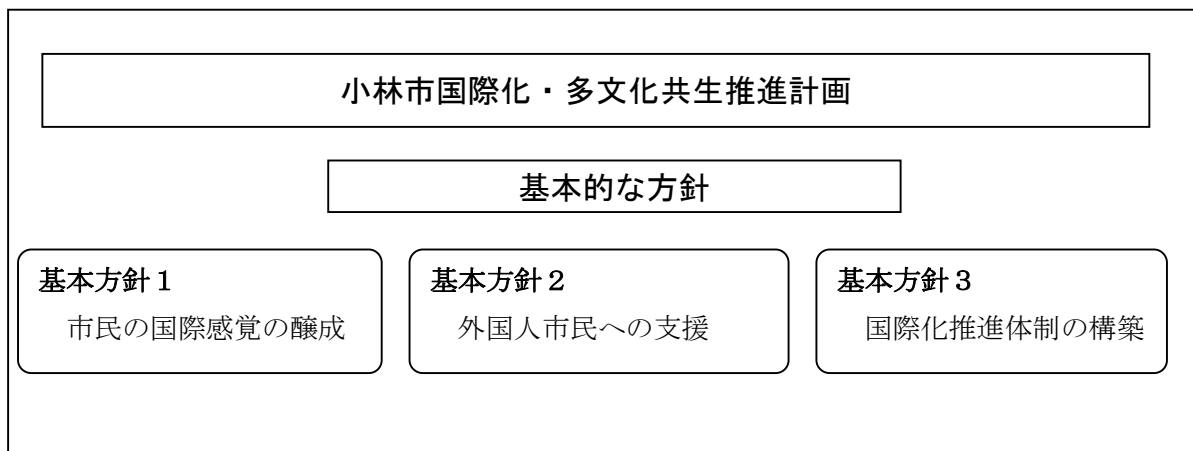 小林市国際化・多文化共生推進計画
基本的な方針
基本方針１
市民の国際感覚の醸成
基本方針２
外国人市民への支援
基本方針３
国際化推進体制の構築